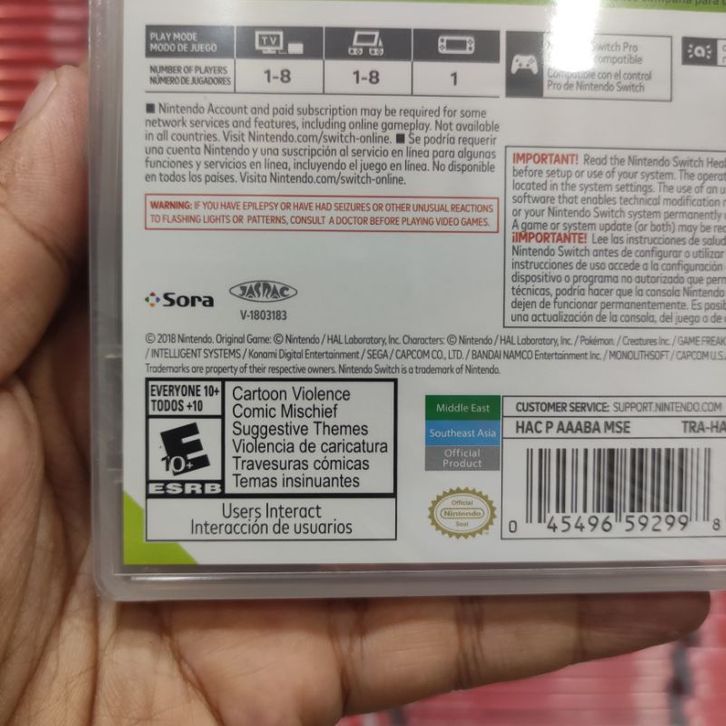 PLAY MODE
MODO DE JUEGO
TV
NUMBER OF PLAYERS
NÚMERO DE JUGADORES
1-8
1-8
1
Switch Pro
compatible
Compatible con el control
Pro de Nintendo Switch
■ Nintendo Account and paid subscription may be required for some
network services and features, including online gameplay. Not available
in all countries. Visit Nintendo.com/switch-online. ■ Se podría requerir
una cuenta Nintendo y una suscripción al servicio en línea para algunas
funciones y servicios en línea, incluyendo el juego en línea. No disponible
en todos los países. Visita Nintendo.com/switch-online.
WARNING: IF YOU HAVE EPILEPSY OR HAVE HAD SEIZURES OR OTHER UNUSUAL REACTIONS
TO FLASHING LIGHTS OR PATTERNS, CONSULT A DOCTOR BEFORE PLAYING VIDEO GAMES.
IMPORTANT! Read the Nintendo Switch
before setup or use of your system. The
located in the system settings. The use of an
software that enables technical modification
or your Nintendo Switch system permanently
A game or system update (or both) may be
¡IMPORTANTE! Lee las instrucciones de
Nintendo Switch antes de configurar o utilizar
instrucciones de uso accede a la configuración
dispositivo o programa no autorizado que
técnicas, podría hacer que la consola Nintendo
dejen de funcionar permanentemente. Es
una actualización de la consola, del juego o de
Sora
JASRAC
V-1803183
© 2018 Nintendo. Original Game: © Nintendo / HAL Laboratory, Inc. Characters: © Nintendo / HAL Laboratory, Inc. / Pokémon. / Creatures Inc. / GAME FREAK
/ INTELLIGENT SYSTEMS / Konami Digital Entertainment / SEGA / CAPCOM CO., LTD. / BANDAI NAMCO Entertainment Inc. / MONOLITHSOFT / CAPCOM U.S.
Trademarks are property of their respective owners. Nintendo Switch is a trademark of Nintendo.
EVERYONE 10+
TODOS +10
E
10+
ESRB
Cartoon Violence
Comic Mischief
Suggestive Themes
Violencia de caricatura
Travesuras cómicas
Temas insinuantes
Users Interact
Interacción de usuarios
Middle East
Southeast Asia
Official
Product
Official
Nintendo
Seal
CUSTOMER SERVICE: SUPPORT.NINTENDO.COM
HAC P AAABA MSE
TRA-HA
0 45496 59299 8